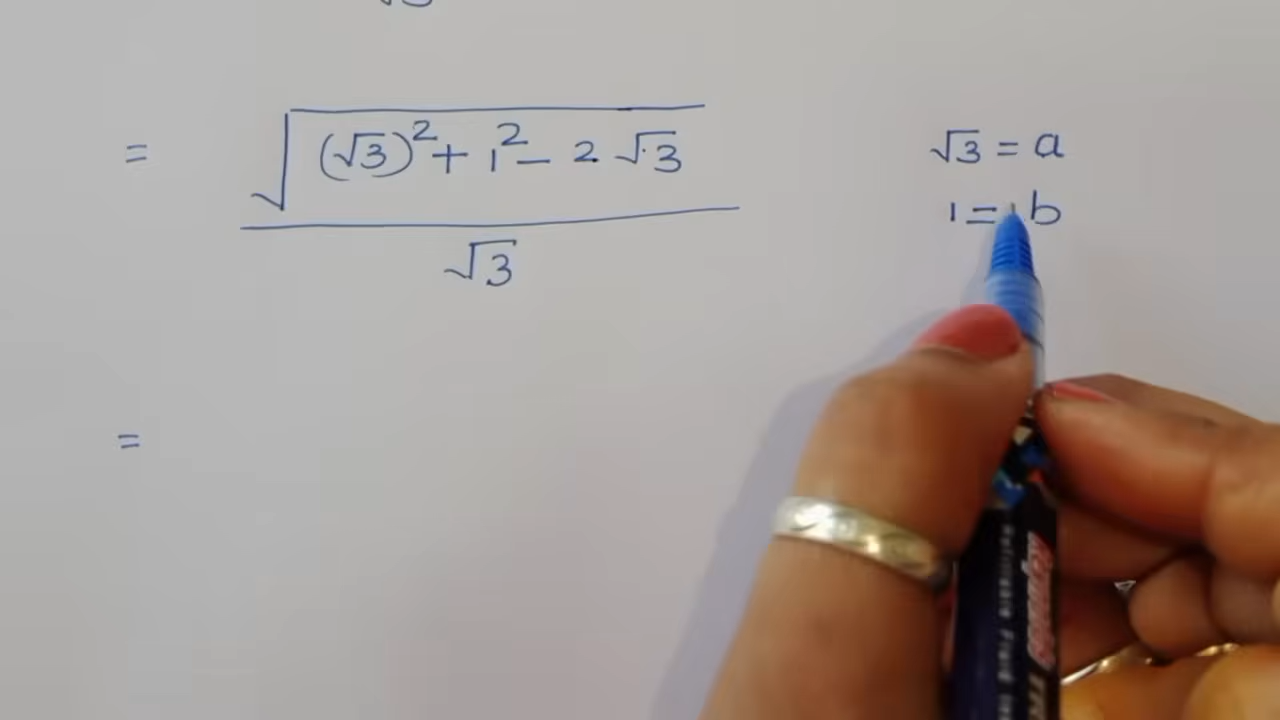 = √((√3)² + 1² - 2 √3)
√3
√3 = a
1 = b
=